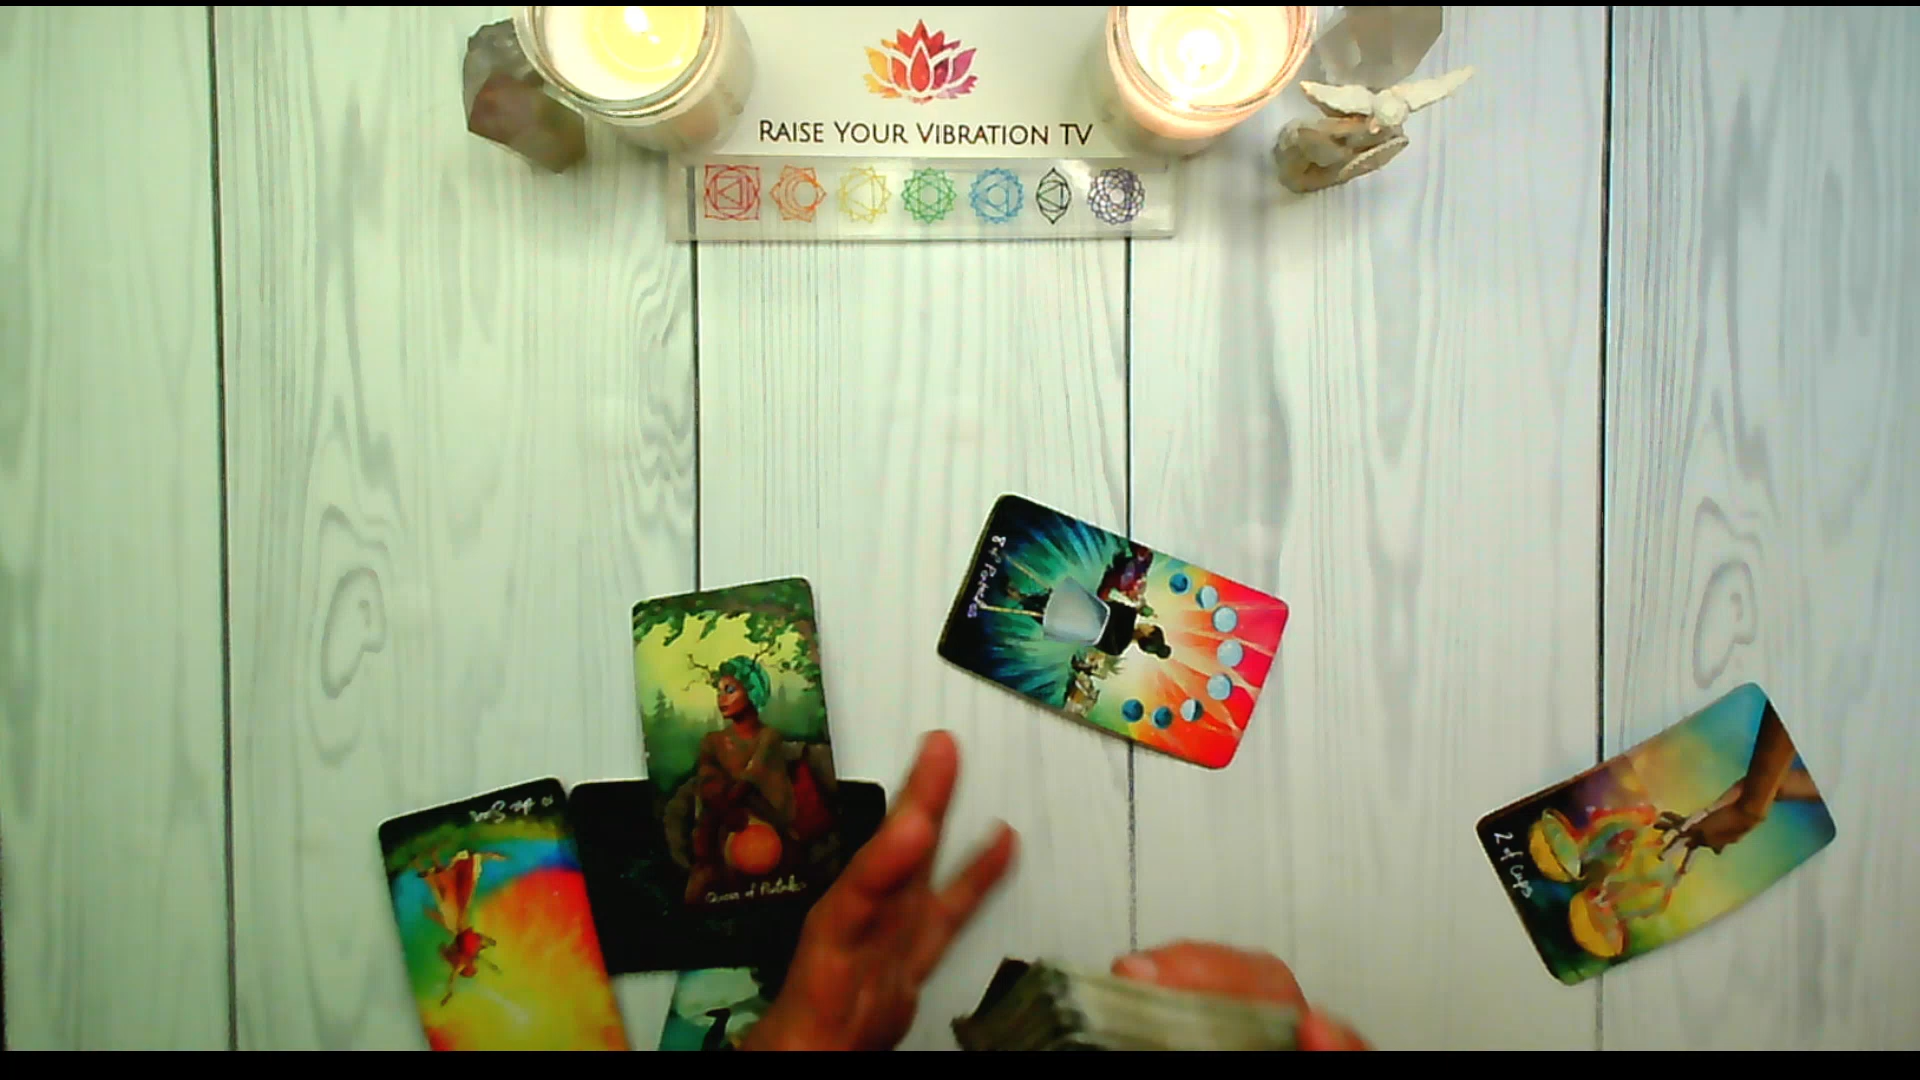 RAISE YOUR VIBRATION TV
8 of Pentacles
Queen of Pentacles
2 of Cups